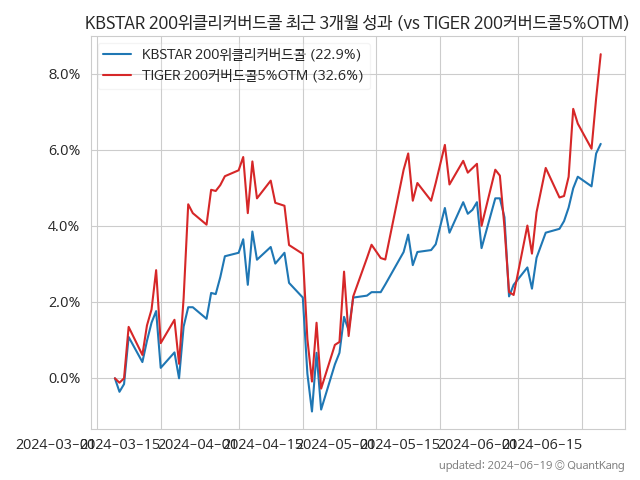 KBSTAR 200위클리커버드콜 최근 3개월 성과 (vs TIGER 200커버드콜5%OTM)
KBSTAR 200위클리커버드콜 (22.9%)
TIGER 200커버드콜5%OTM (32.6%)
8.0%
6.0%
4.0%
2.0%
0.0%
2024-03-01 2024-03-15 2024-04-01 2024-04-15 2024-05-01 2024-05-15 2024-06-01 2024-06-15
updated: 2024-06-19 © QuantKang